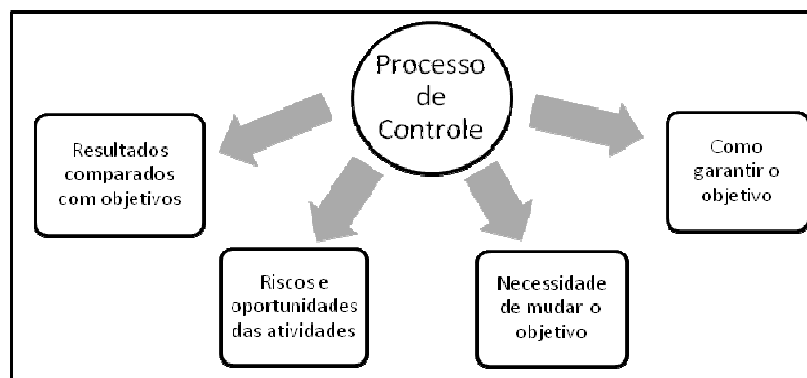 Processo
de
Controle
Resultados
comparados
com objetivos
Riscos e
oportunidades
das atividades
Necessidade
de mudar o
objetivo
Como
garantir o
objetivo